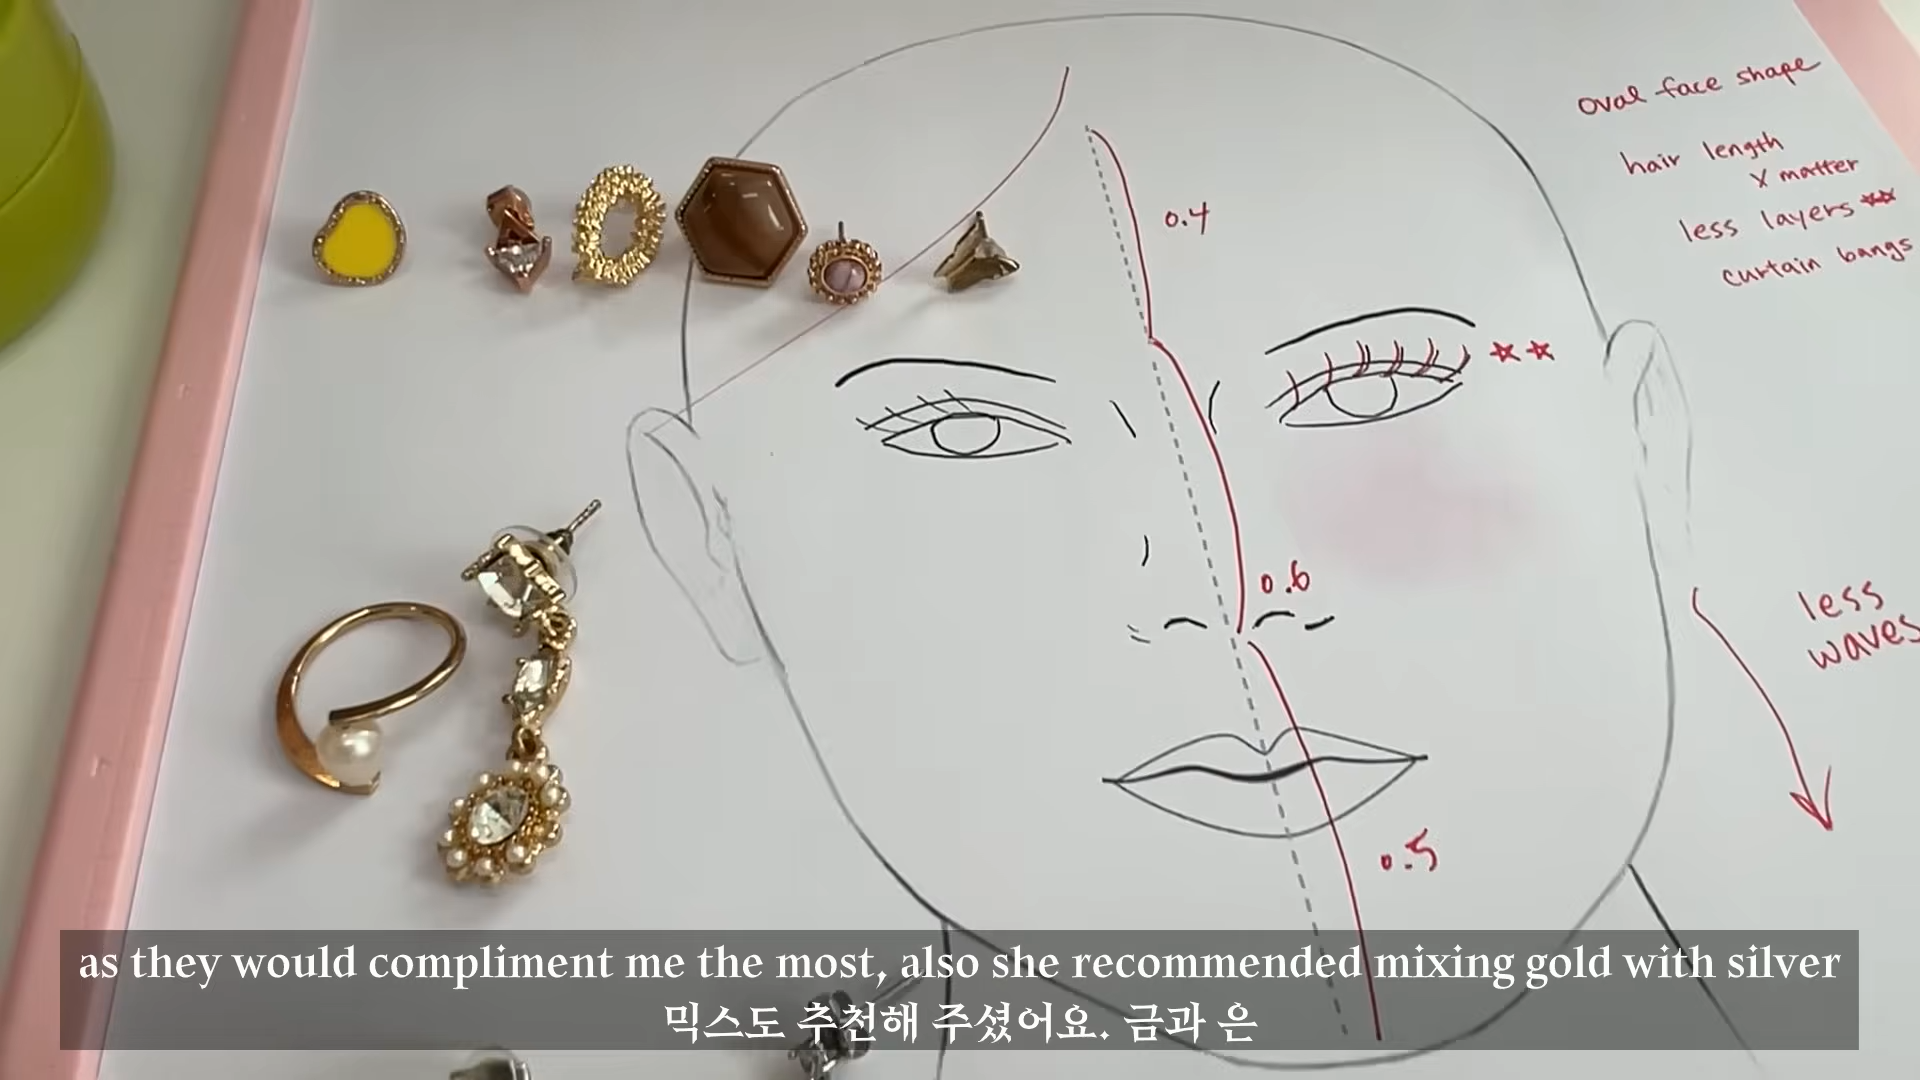 oval face shape
hair length
X matter
less layers **
curtain bangs
0.4
☆☆
0.6
less
waves
0.5
as they would compliment me the most, also she recommended mixing gold with silver
믹스도 추천해 주셨어요. 금과 은